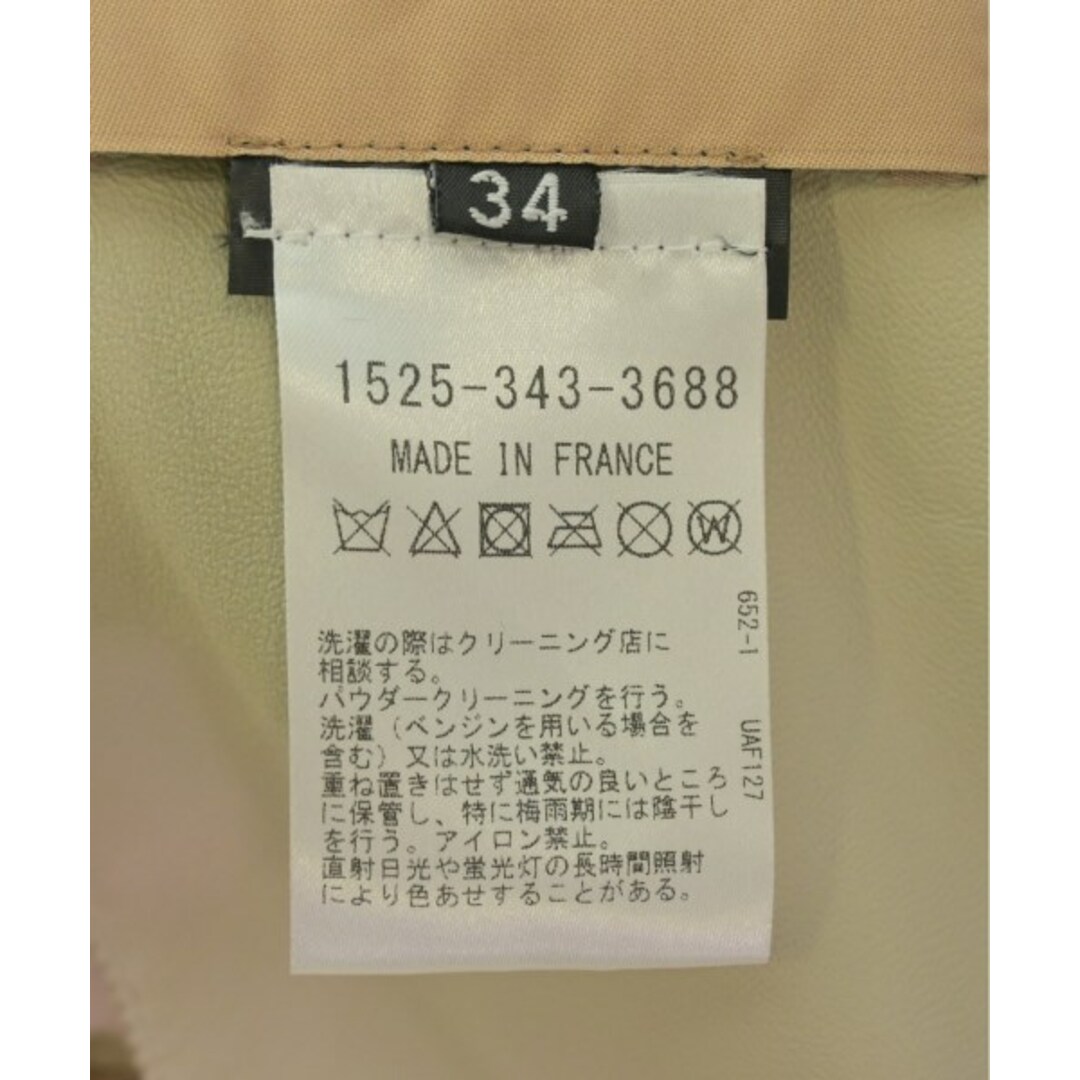 34
1525-343-3688
MADE IN FRANCE
W
652-1
UAF127
洗濯の際はクリーニング店に
相談する。
パウダークリーニングを行う。
洗濯（ベンジンを用いる場合を
含む）又は水洗い禁止。
重ね置きはせず通気の良いところ
に保管し、特に梅雨期には陰干し
を行う。アイロン禁止。
直射日光や蛍光灯の長時間照射
により色あせすることがある。